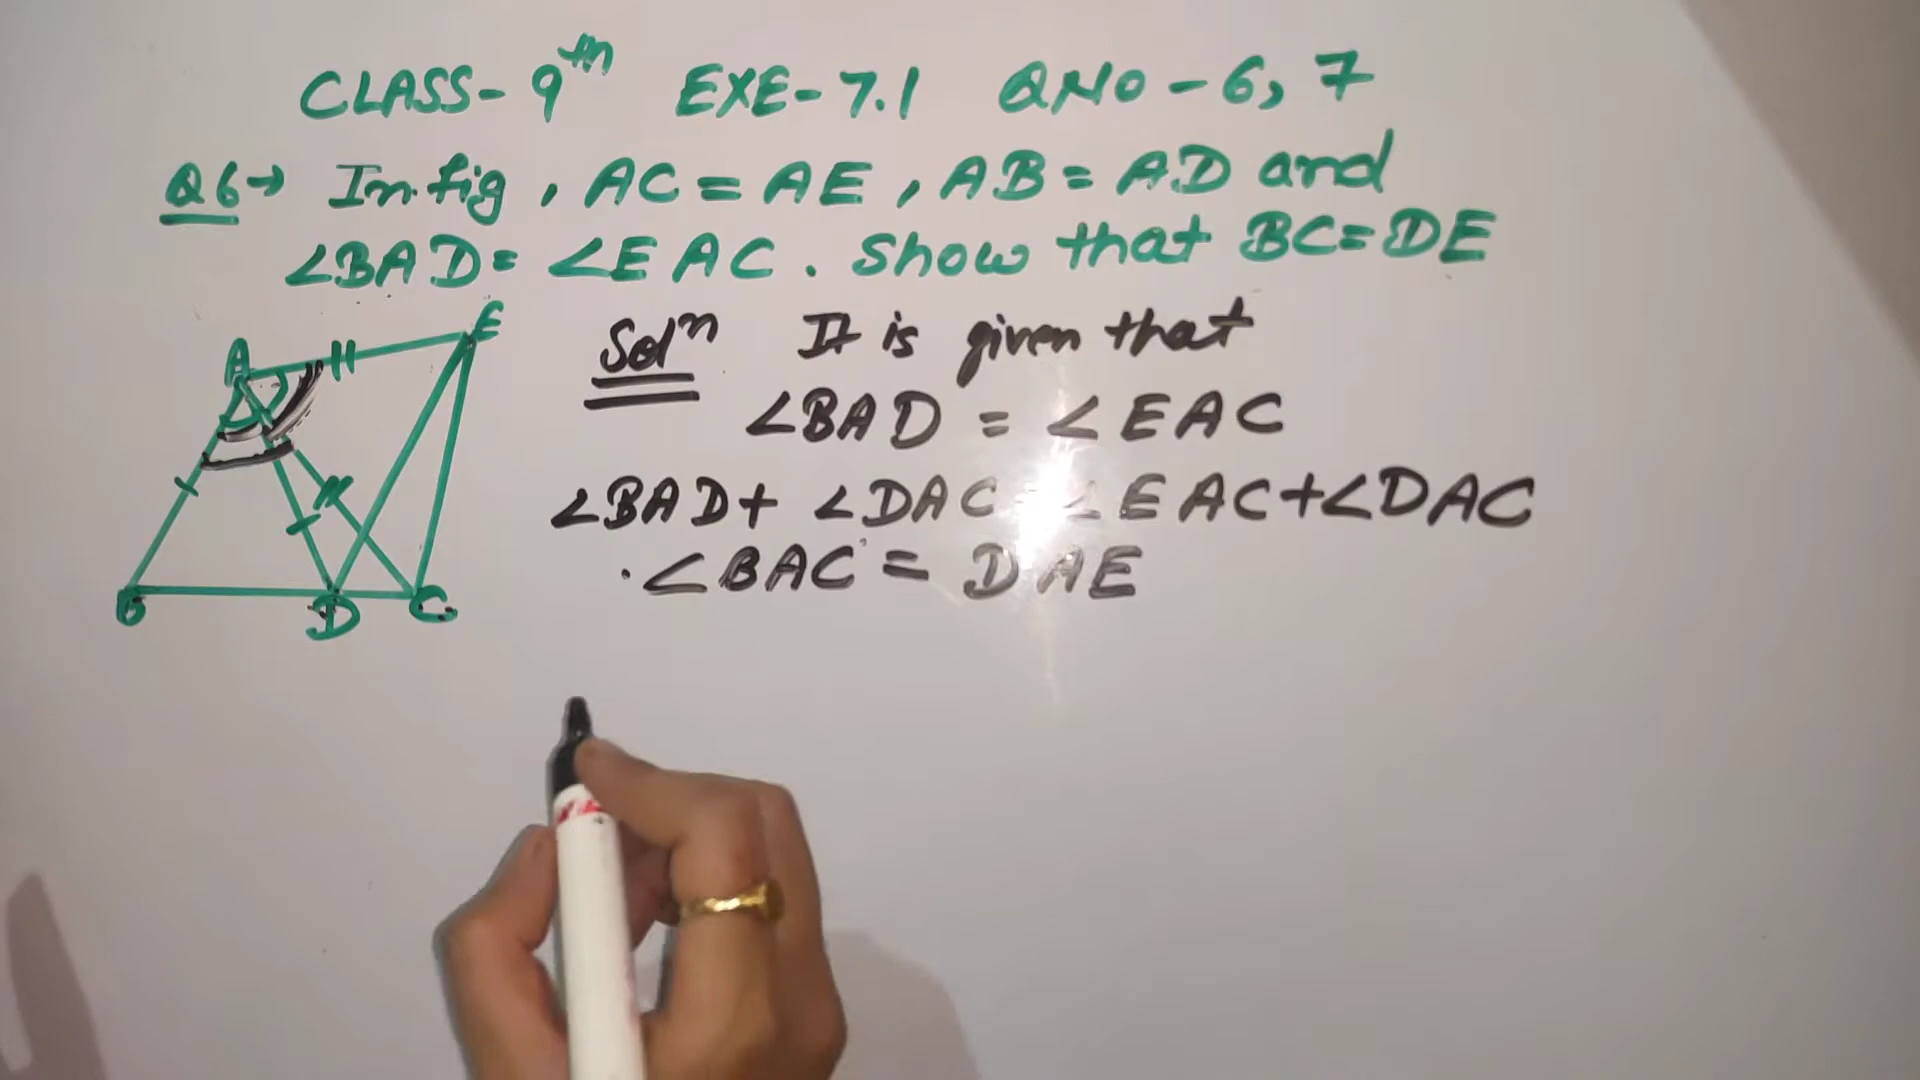 CLASS- 9th EXE- 7.1 QNO - 6, 7
Q6→ In fig, AC = AE, AB = AD and
∠BAD = ∠EAC. Show that BC = DE
Solⁿ It is given that
∠BAD = ∠EAC
∠BAD + ∠DAC = ∠EAC + ∠DAC
∠BAC = DAE
A
E
B
D
C